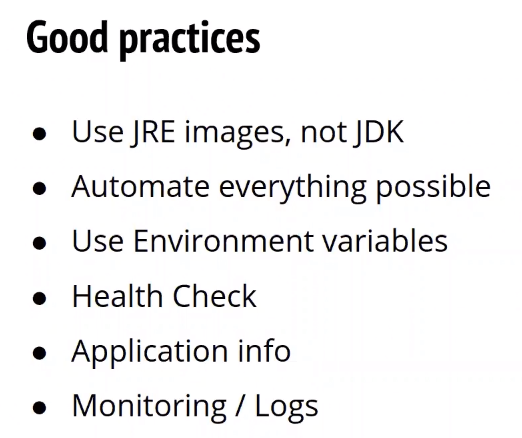 Good practices
● Use JRE images, not JDK
● Automate everything possible
● Use Environment variables
● Health Check
● Application info
● Monitoring / Logs